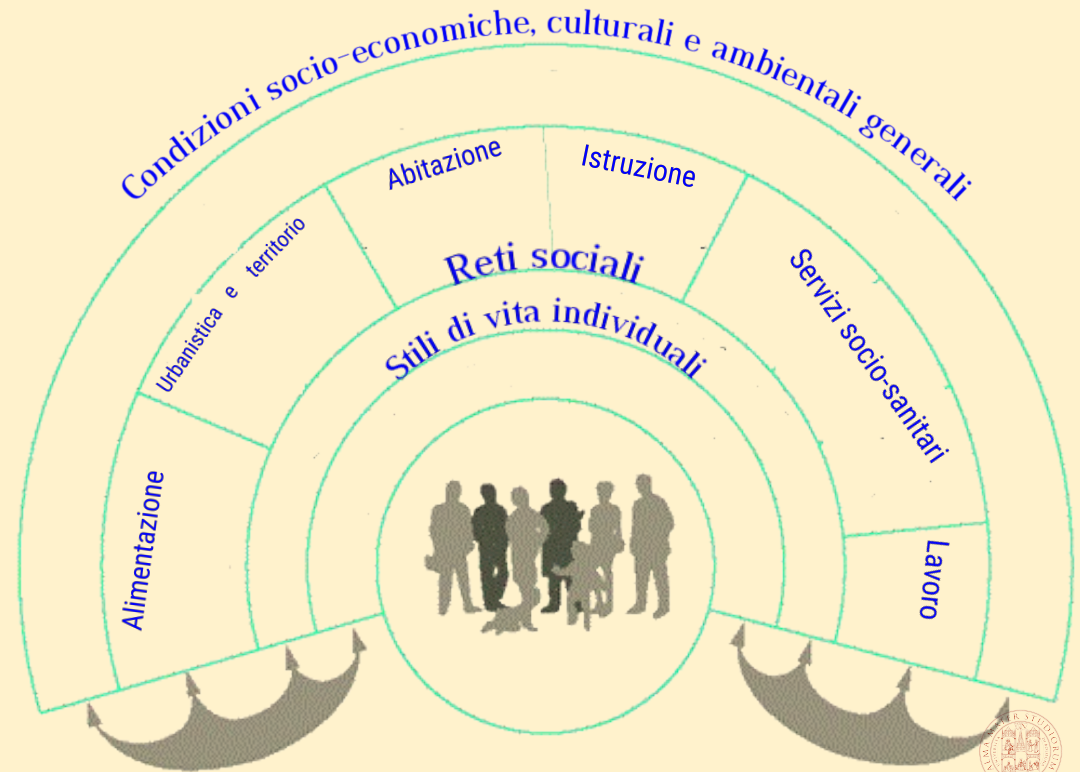 Condizioni socio-economiche, culturali e ambientali generali
Abitazione
Istruzione
Urbanistica e territorio
Servizi socio-sanitari
Alimentazione
Lavoro
Reti sociali
Stili di vita individuali